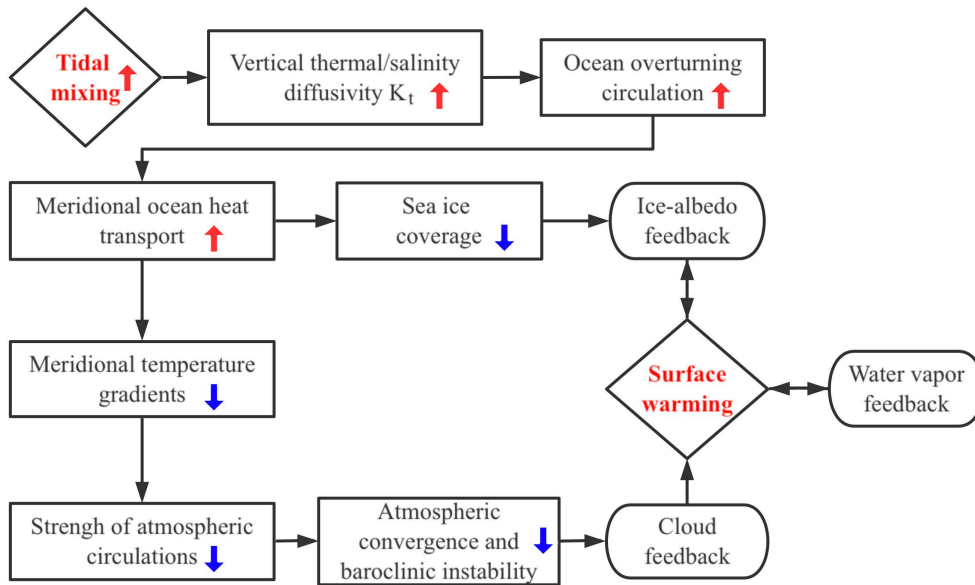 Tidal
mixing
Vertical thermal/salinity
diffusivity Kt
Ocean overturning
circulation
Meridional ocean heat
transport
Sea ice
coverage
Ice-albedo
feedback
Meridional temperature
gradients
Surface
warming
Water vapor
feedback
Strengh of atmospheric
circulations
Atmospheric
convergence and
baroclinic instability
Cloud
feedback